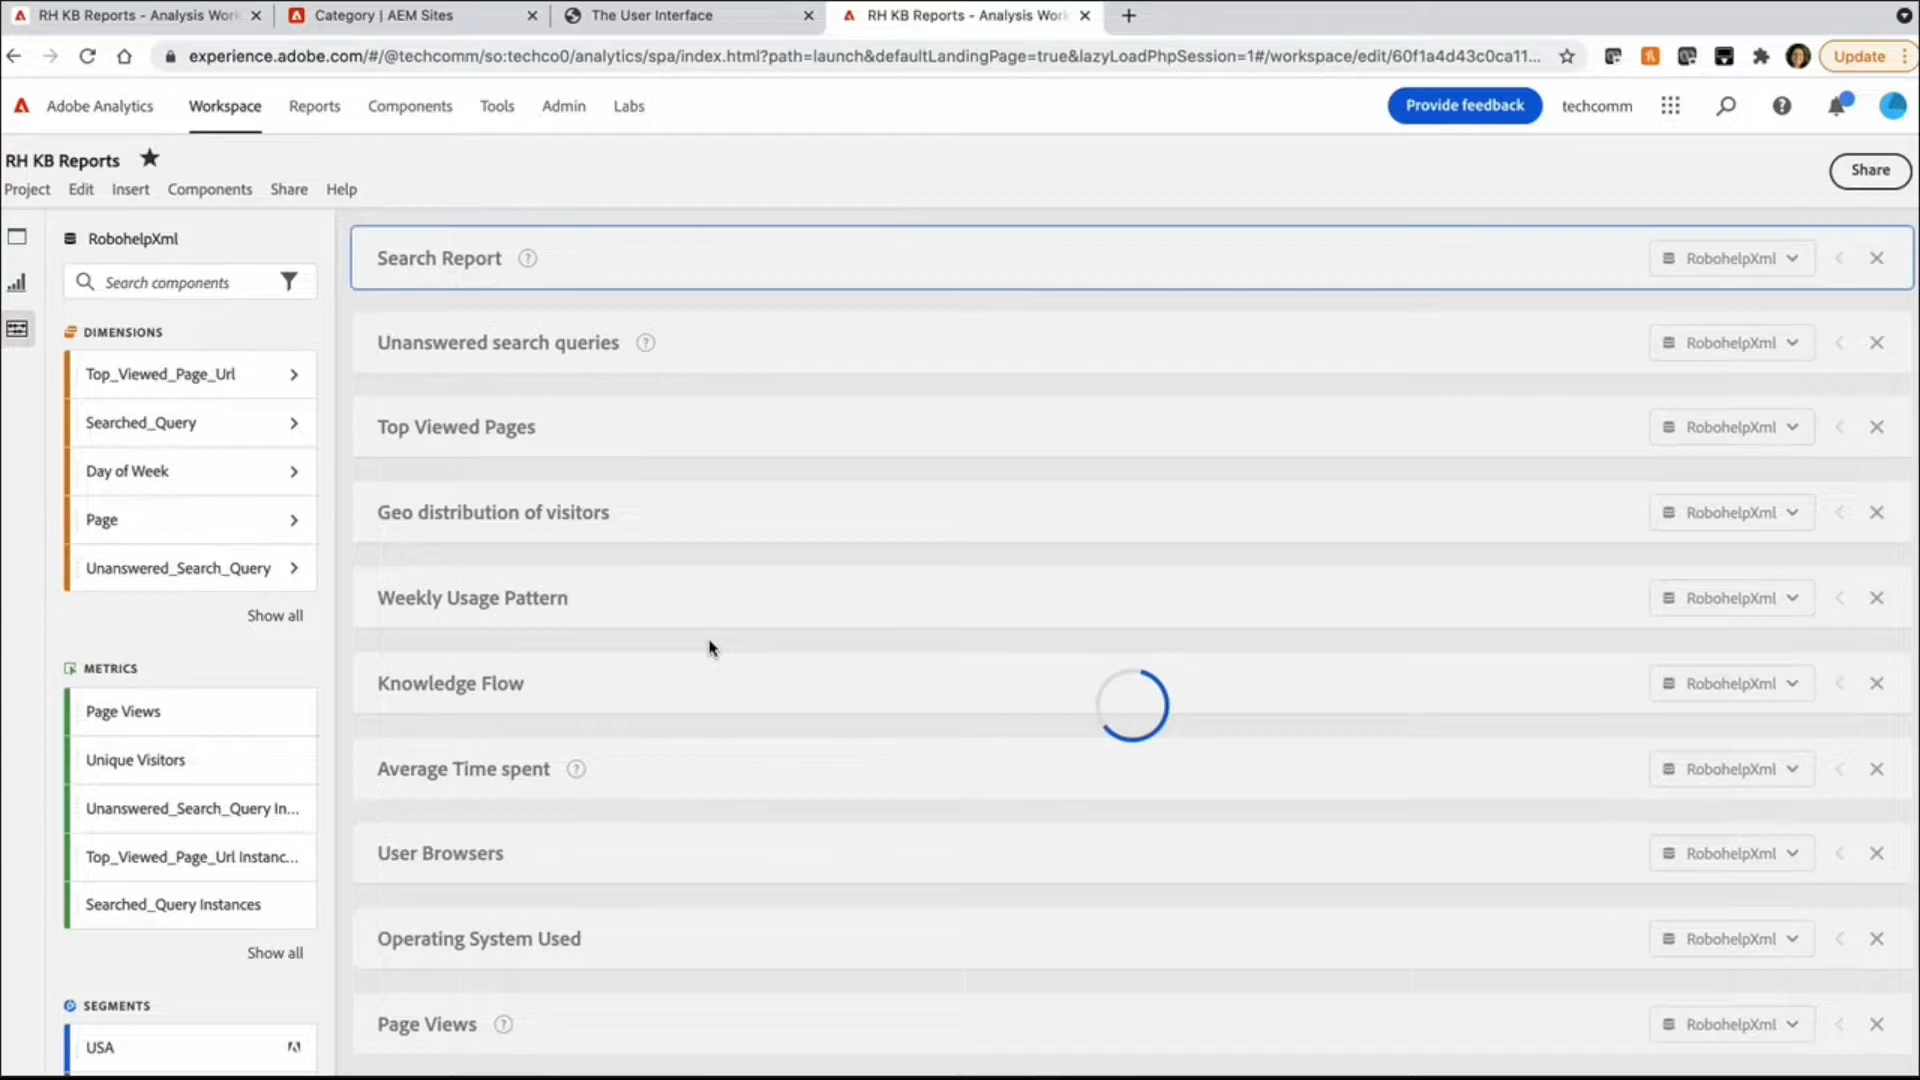 RH KB Reports - Analysis Work
Category | AEM Sites
The User Interface
RH KB Reports - Analysis Work
experience.adobe.com/#/@techcomm/so:techco0/analytics/spa/index.html?path=launch&defaultLandingPage=true&lazyLoadPhpSession=1#/workspace/edit/60f1a4d43c0ca11...
Update
Adobe Analytics
Workspace
Reports
Components
Tools
Admin
Labs
Provide feedback
techcomm
RH KB Reports
Share
Project
Edit
Insert
Components
Share
Help
RobohelpXml
Search components
DIMENSIONS
Top_Viewed_Page_Url
Searched_Query
Day of Week
Page
Unanswered_Search_Query
Show all
METRICS
Page Views
Unique Visitors
Unanswered_Search_Query In...
Top_Viewed_Page_Url Instanc...
Searched_Query Instances
Show all
SEGMENTS
USA
Search Report
RobohelpXml
Unanswered search queries
RobohelpXml
Top Viewed Pages
RobohelpXml
Geo distribution of visitors
RobohelpXml
Weekly Usage Pattern
RobohelpXml
Knowledge Flow
RobohelpXml
Average Time spent
RobohelpXml
User Browsers
RobohelpXml
Operating System Used
RobohelpXml
Page Views
RobohelpXml